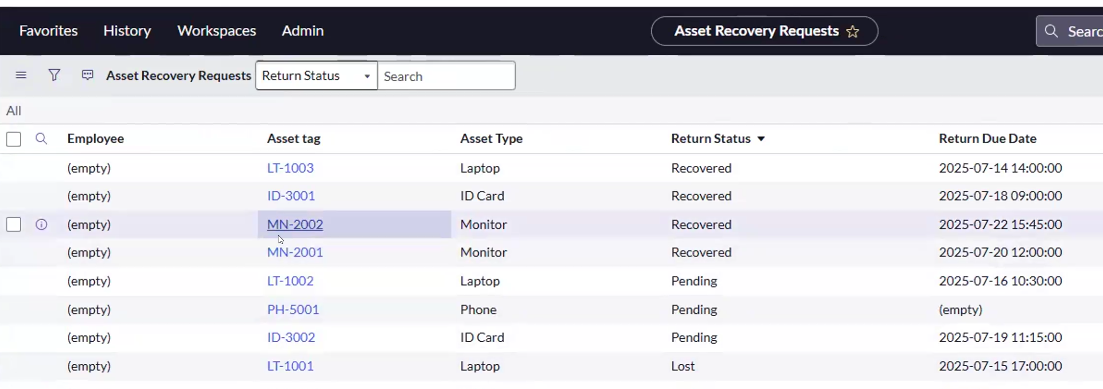 Favorites History Workspaces Admin Asset Recovery Requests
Asset Recovery Requests Return Status Search
All
Employee Asset tag Asset Type Return Status Return Due Date
(empty) LT-1003 Laptop Recovered 2025-07-14 14:00:00
(empty) ID-3001 ID Card Recovered 2025-07-18 09:00:00
(empty) MN-2002 Monitor Recovered 2025-07-22 15:45:00
(empty) MN-2001 Monitor Recovered 2025-07-20 12:00:00
(empty) LT-1002 Laptop Pending 2025-07-16 10:30:00
(empty) PH-5001 Phone Pending (empty)
(empty) ID-3002 ID Card Pending 2025-07-19 11:15:00
(empty) LT-1001 Laptop Lost 2025-07-15 17:00:00